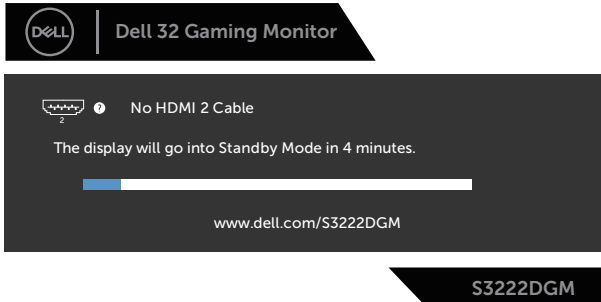 DELL
Dell 32 Gaming Monitor
? No HDMI 2 Cable
2
The display will go into Standby Mode in 4 minutes.
www.dell.com/S3222DGM
S3222DGM